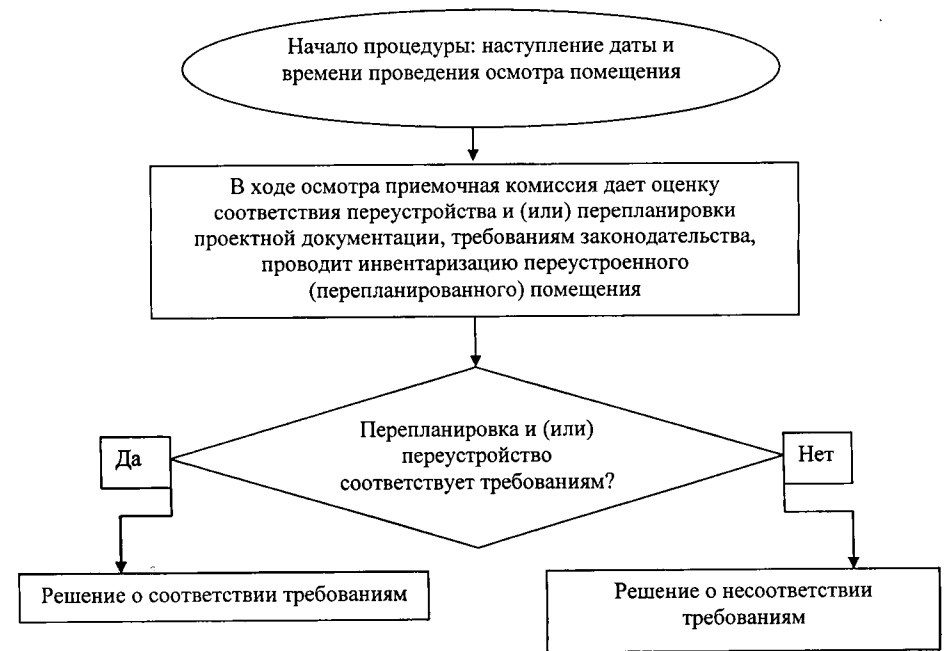 Начало процедуры: наступление даты и
времени проведения осмотра помещения
В ходе осмотра приемочная комиссия дает оценку
соответствия переустройства и (или) перепланировки
проектной документации, требованиям законодательства,
проводит инвентаризацию переустроенного
(перепланированного) помещения
Перепланировка и (или)
переустройство
соответствует требованиям?
Да
Нет
Решение о соответствии требованиям
Решение о несоответствии
требованиям